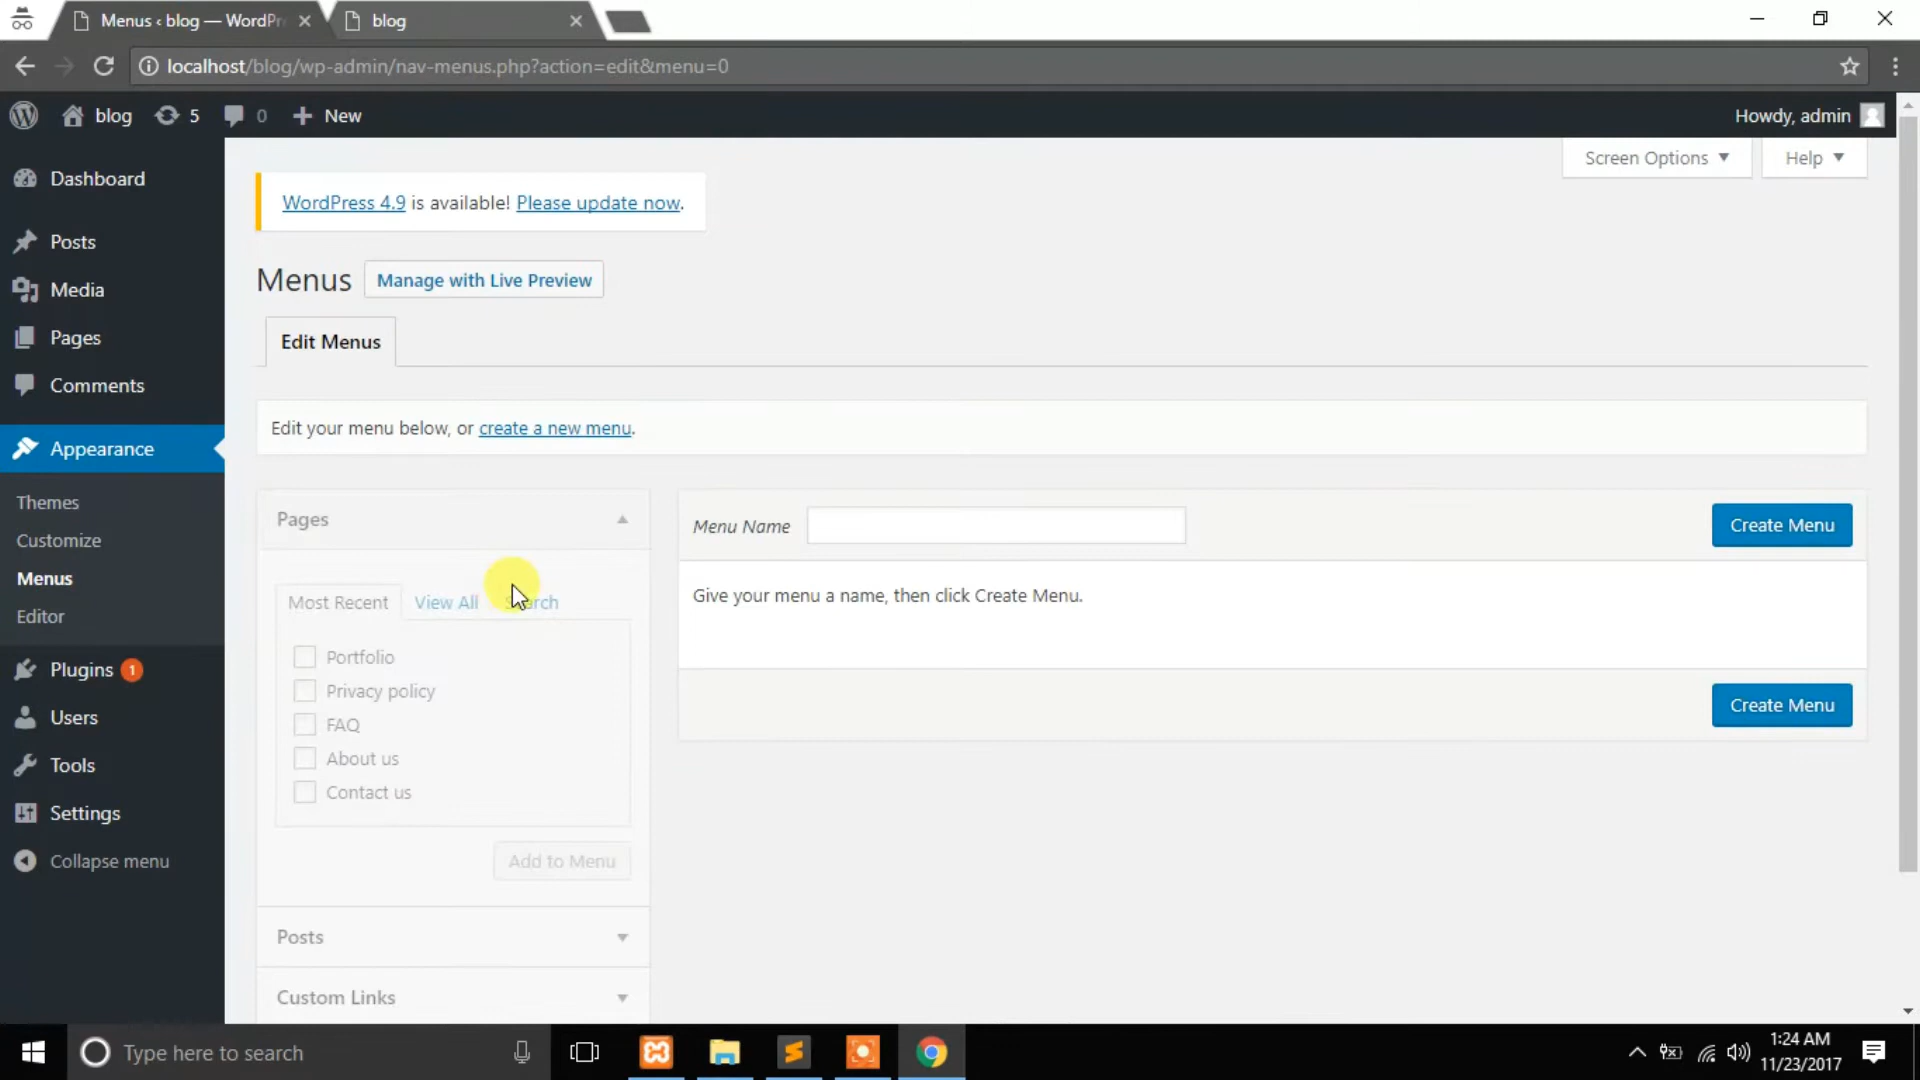 Menus ‹ blog — WordPr
blog
localhost/blog/wp-admin/nav-menus.php?action=edit&menu=0
blog
5
0
New
Howdy, admin
Screen Options
Help
Dashboard
Posts
Media
Pages
Comments
Appearance
Themes
Customize
Menus
Editor
Plugins 1
Users
Tools
Settings
Collapse menu
WordPress 4.9 is available! Please update now.
Menus
Manage with Live Preview
Edit Menus
Edit your menu below, or create a new menu.
Pages
Most Recent
View All
Search
Portfolio
Privacy policy
FAQ
About us
Contact us
Add to Menu
Posts
Custom Links
Menu Name
Create Menu
Give your menu a name, then click Create Menu.
Create Menu
Type here to search
1:24 AM
11/23/2017